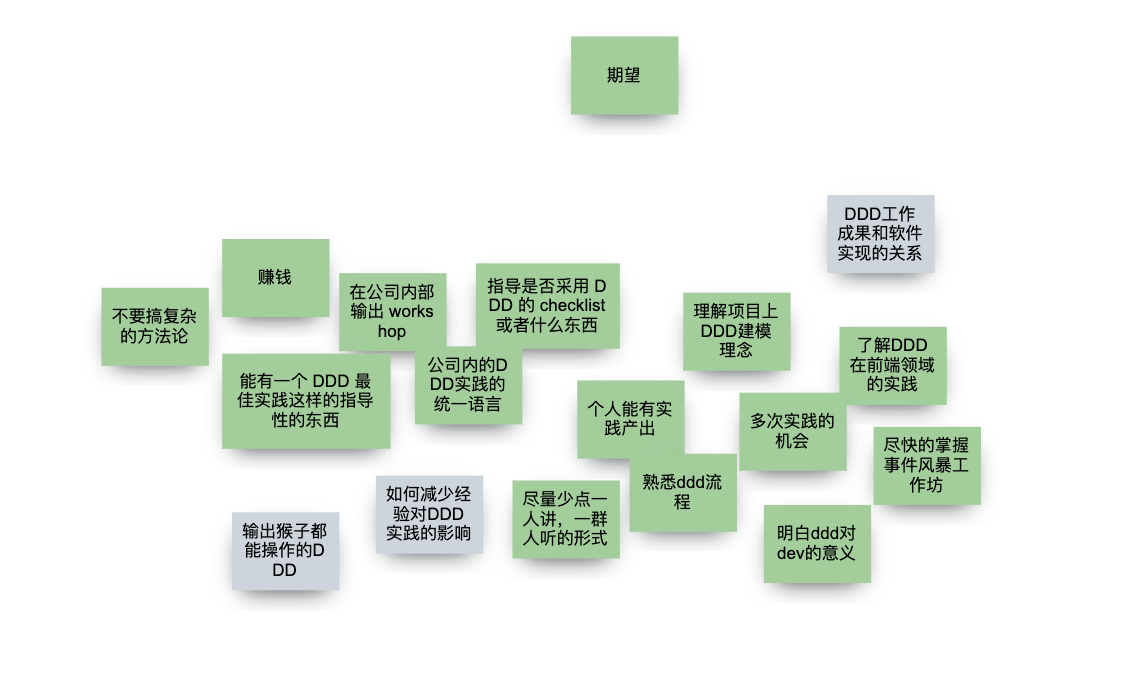 期望
DDD工作
成果和软件
实现的关系
赚钱
不要搞复杂
的方法论
在公司内部
输出 works
hop
指导是否采用 D
DD 的 checklist
或者什么东西
理解项目上
DDD建模
理念
了解DDD
在前端领域
的实践
能有一个 DDD 最
佳实践这样的指导
性的东西
公司内的D
DD实践的
统一语言
个人能有实
践产出
多次实践的
机会
尽快的掌握
事件风暴工
作坊
熟悉ddd流
程
如何减少经
验对DDD
实践的影响
尽量少点一
人讲，一群
人听的形式
输出猴子都
能操作的D
DD
明白ddd对
dev的意义